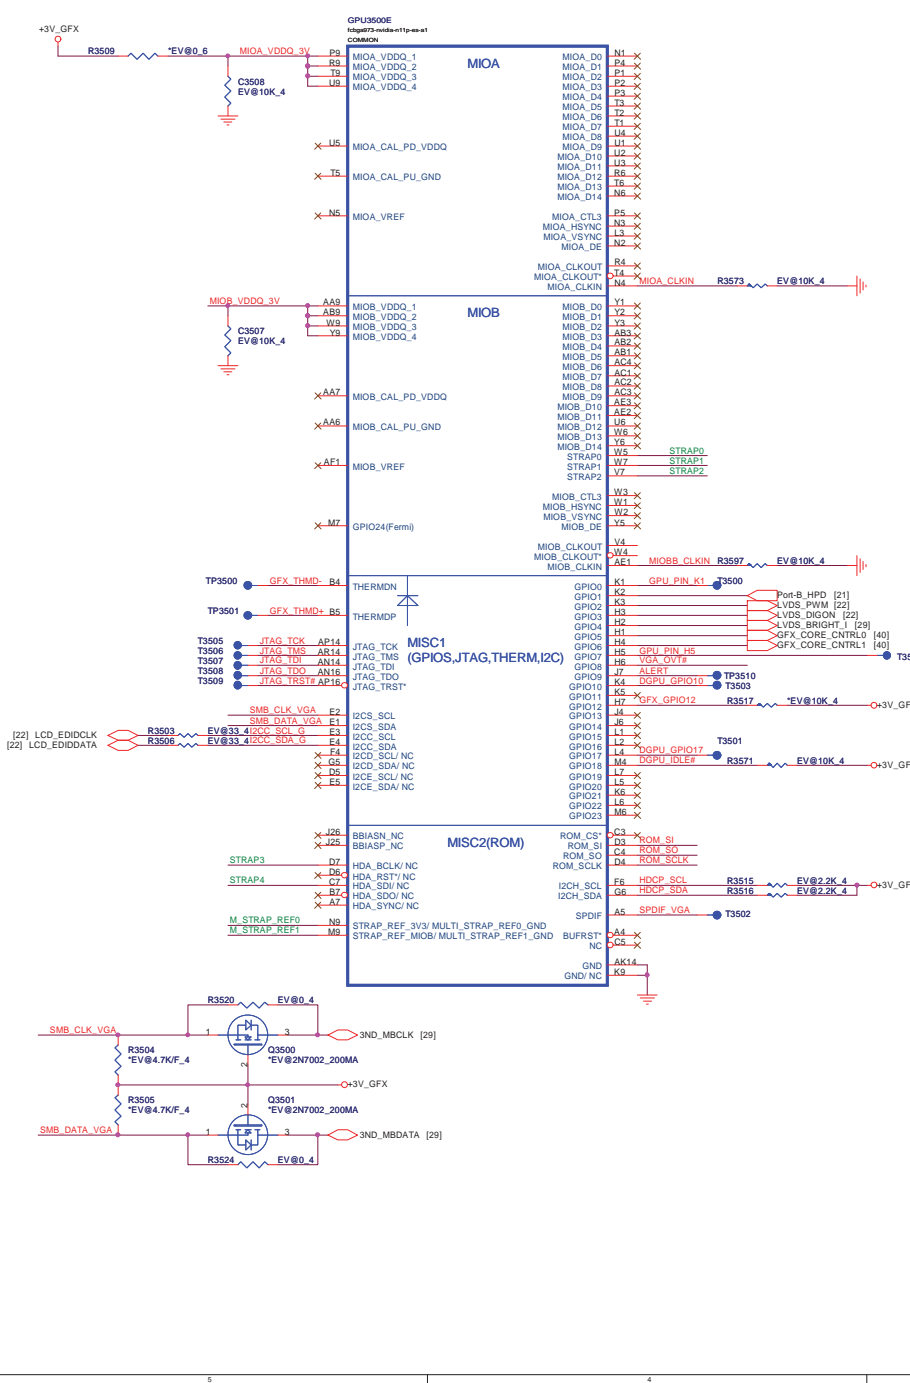 GPU3500E
fcbga973-nvidia-n11p-es-a1
COMMON
+3V_GFX
R3509 *EV@0_6 MIOA_VDDQ_3V
C3508
EV@10K_4
MIOA
P9 MIOA_VDDQ_1
R9 MIOA_VDDQ_2
T9 MIOA_VDDQ_3
U9 MIOA_VDDQ_4
U5 MIOA_CAL_PD_VDDQ
T5 MIOA_CAL_PU_GND
N5 MIOA_VREF
MIOA_D0 N1
MIOA_D1 P4
MIOA_D2 P1
MIOA_D3 P2
MIOA_D4 P3
MIOA_D5 T3
MIOA_D6 T2
MIOA_D7 T1
MIOA_D8 U4
MIOA_D9 U1
MIOA_D10 U2
MIOA_D11 U3
MIOA_D12 R6
MIOA_D13 T6
MIOA_D14 N6
MIOA_CTL3 P5
MIOA_HSYNC N3
MIOA_VSYNC L3
MIOA_DE N2
MIOA_CLKOUT R4
MIOA_CLKOUT* T4
MIOA_CLKIN N4 MIOA_CLKIN R3573 EV@10K_4
MIOB_VDDQ_3V
C3507
EV@10K_4
MIOB
AA9 MIOB_VDDQ_1
AB9 MIOB_VDDQ_2
W9 MIOB_VDDQ_3
Y9 MIOB_VDDQ_4
AA7 MIOB_CAL_PD_VDDQ
AA6 MIOB_CAL_PU_GND
AF1 MIOB_VREF
M7 GPIO24(Fermi)
MIOB_D0 Y1
MIOB_D1 Y2
MIOB_D2 Y3
MIOB_D3 AB3
MIOB_D4 AB2
MIOB_D5 AB1
MIOB_D6 AC4
MIOB_D7 AC1
MIOB_D8 AC2
MIOB_D9 AC3
MIOB_D10 AE3
MIOB_D11 AE2
MIOB_D12 U6
MIOB_D13 W6
MIOB_D14 Y6
STRAP0 W5 STRAP0
STRAP1 W7 STRAP1
STRAP2 V7 STRAP2
MIOB_CTL3 W3
MIOB_HSYNC W1
MIOB_VSYNC W2
MIOB_DE Y5
MIOB_CLKOUT V4
MIOB_CLKOUT* W4
MIOB_CLKIN AE1 MIOBB_CLKIN R3597 EV@10K_4
MISC1
(GPIOS,JTAG,THERM,I2C)
TP3500 GFX_THMD- B4 THERMDN
TP3501 GFX_THMD+ B5 THERMDP
T3505 JTAG_TCK AP14 JTAG_TCK
T3506 JTAG_TMS AR14 JTAG_TMS
T3507 JTAG_TDI AN14 JTAG_TDI
T3508 JTAG_TDO AN16 JTAG_TDO
T3509 JTAG_TRST# AP16 JTAG_TRST*
SMB_CLK_VGA E2 I2CS_SCL
SMB_DATA_VGA E1 I2CS_SDA
[22] LCD_EDIDCLK R3503 EV@33_4 I2CC_SCL_G E3 I2CC_SCL
[22] LCD_EDIDDATA R3506 EV@33_4 I2CC_SDA_G E4 I2CC_SDA
F4 I2CD_SCL/ NC
G5 I2CD_SDA/ NC
D5 I2CE_SCL/ NC
E5 I2CE_SDA/ NC
GPIO0 K1 GPU_PIN_K1 T3500
GPIO1 K2 Port-B_HPD [21]
GPIO2 K3 LVDS_PWM [22]
GPIO3 H3 LVDS_DIGON [22]
GPIO4 H2 LVDS_BRIGHT_I [29]
GPIO5 H1 GFX_CORE_CNTRL0 [40]
GPIO6 H4 GFX_CORE_CNTRL1 [40]
GPIO7 H5 GPU_PIN_H5
GPIO8 H6 VGA_OVT#
GPIO9 J7 ALERT TP3510
GPIO10 K4 DGPU_GPIO10 T3503
GPIO11 K5
GPIO12 H7 GFX_GPIO12 R3517 *EV@10K_4 +3V_GF
GPIO13 J4
GPIO14 J6
GPIO15 L1
GPIO16 L2
GPIO17 L4 DGPU_GPIO17 T3501
GPIO18 M4 DGPU_IDLE# R3571 EV@10K_4 +3V_GF
GPIO19 L7
GPIO20 L5
GPIO21 K6
GPIO22 L6
GPIO23 M6
MISC2(ROM)
J26 BBIASN_NC
J25 BBIASP_NC
STRAP3 D7 HDA_BCLK/ NC
D6 HDA_RST*/ NC
STRAP4 C7 HDA_SDI/ NC
B7 HDA_SDO/ NC
A7 HDA_SYNC/ NC
M_STRAP_REF0 N9 STRAP_REF_3V3/ MULTI_STRAP_REF0_GND
M_STRAP_REF1 M9 STRAP_REF_MIOB/ MULTI_STRAP_REF1_GND
ROM_CS* C3
ROM_SI D3 ROM_SI
ROM_SO C4 ROM_SO
ROM_SCLK D4 ROM_SCLK
I2CH_SCL F6 HDCP_SCL R3515 EV@2.2K_4 +3V_GF
I2CH_SDA G6 HDCP_SDA R3516 EV@2.2K_4
SPDIF A5 SPDIF_VGA T3502
BUFRST* A4
NC C5
GND AK14
GND/ NC K9
R3520 EV@0_4
SMB_CLK_VGA 1 3 3ND_MBCLK [29]
R3504
*EV@4.7K/F_4
Q3500
*EV@2N7002_200MA
2
+3V_GFX
R3505
*EV@4.7K/F_4
Q3501
*EV@2N7002_200MA
2
SMB_DATA_VGA 1 3 3ND_MBDATA [29]
R3524 EV@0_4
5 4